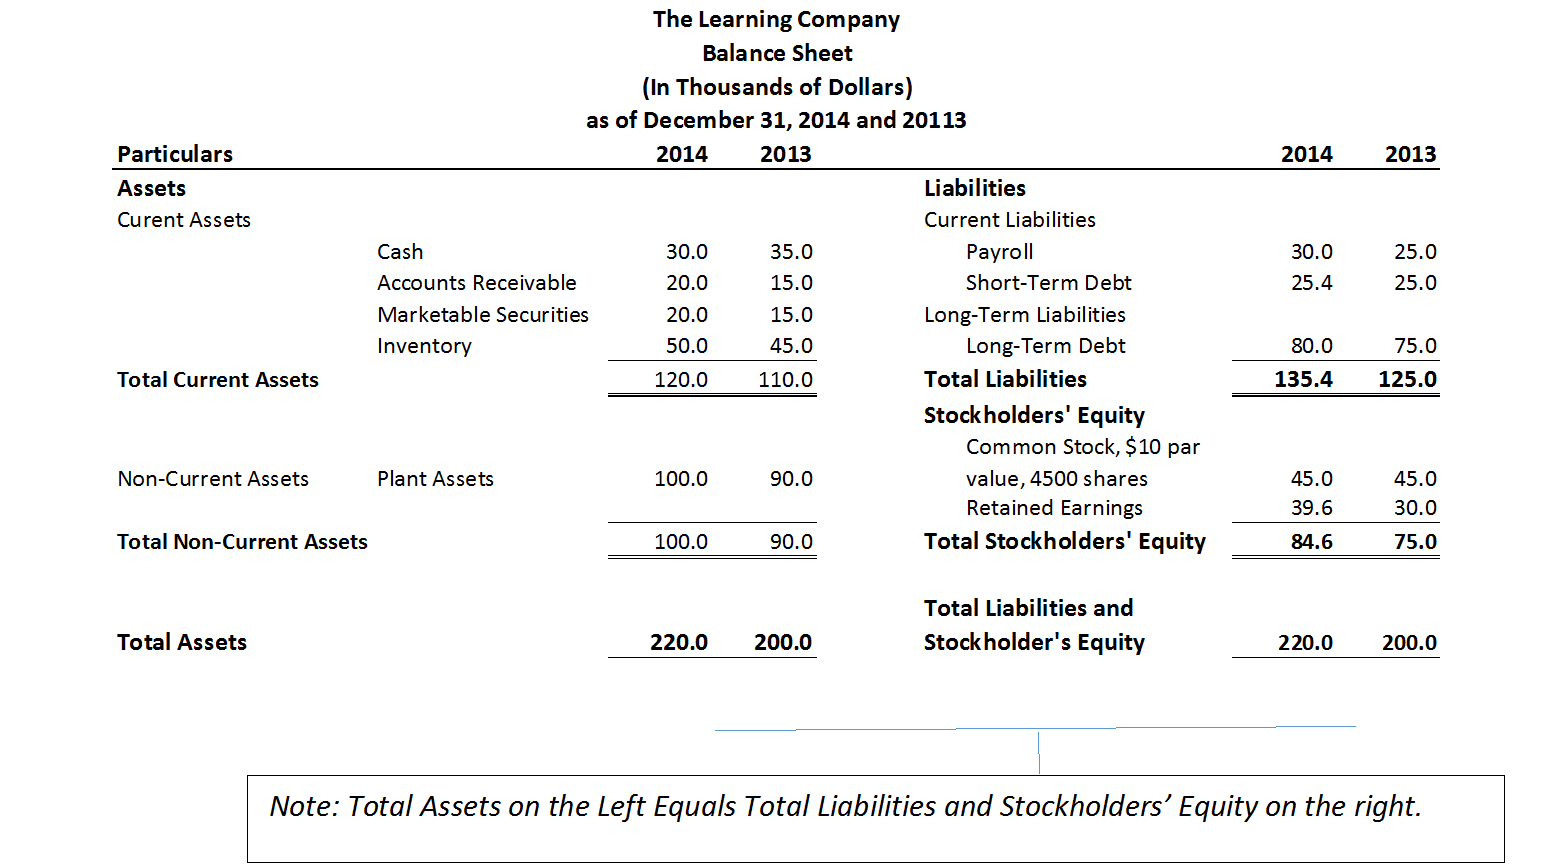 The Learning Company
Balance Sheet
(In Thousands of Dollars)
as of December 31, 2014 and 20113
Particulars 2014 2013 2014 2013
Assets Liabilities
Curent Assets Current Liabilities
Cash 30.0 35.0 Payroll 30.0 25.0
Accounts Receivable 20.0 15.0 Short-Term Debt 25.4 25.0
Marketable Securities 20.0 15.0 Long-Term Liabilities
Inventory 50.0 45.0 Long-Term Debt 80.0 75.0
Total Current Assets 120.0 110.0 Total Liabilities 135.4 125.0
Stockholders' Equity
Common Stock, $10 par
Non-Current Assets Plant Assets 100.0 90.0 value, 4500 shares 45.0 45.0
Retained Earnings 39.6 30.0
Total Non-Current Assets 100.0 90.0 Total Stockholders' Equity 84.6 75.0
Total Liabilities and
Total Assets 220.0 200.0 Stockholder's Equity 220.0 200.0
Note: Total Assets on the Left Equals Total Liabilities and Stockholders’ Equity on the right.